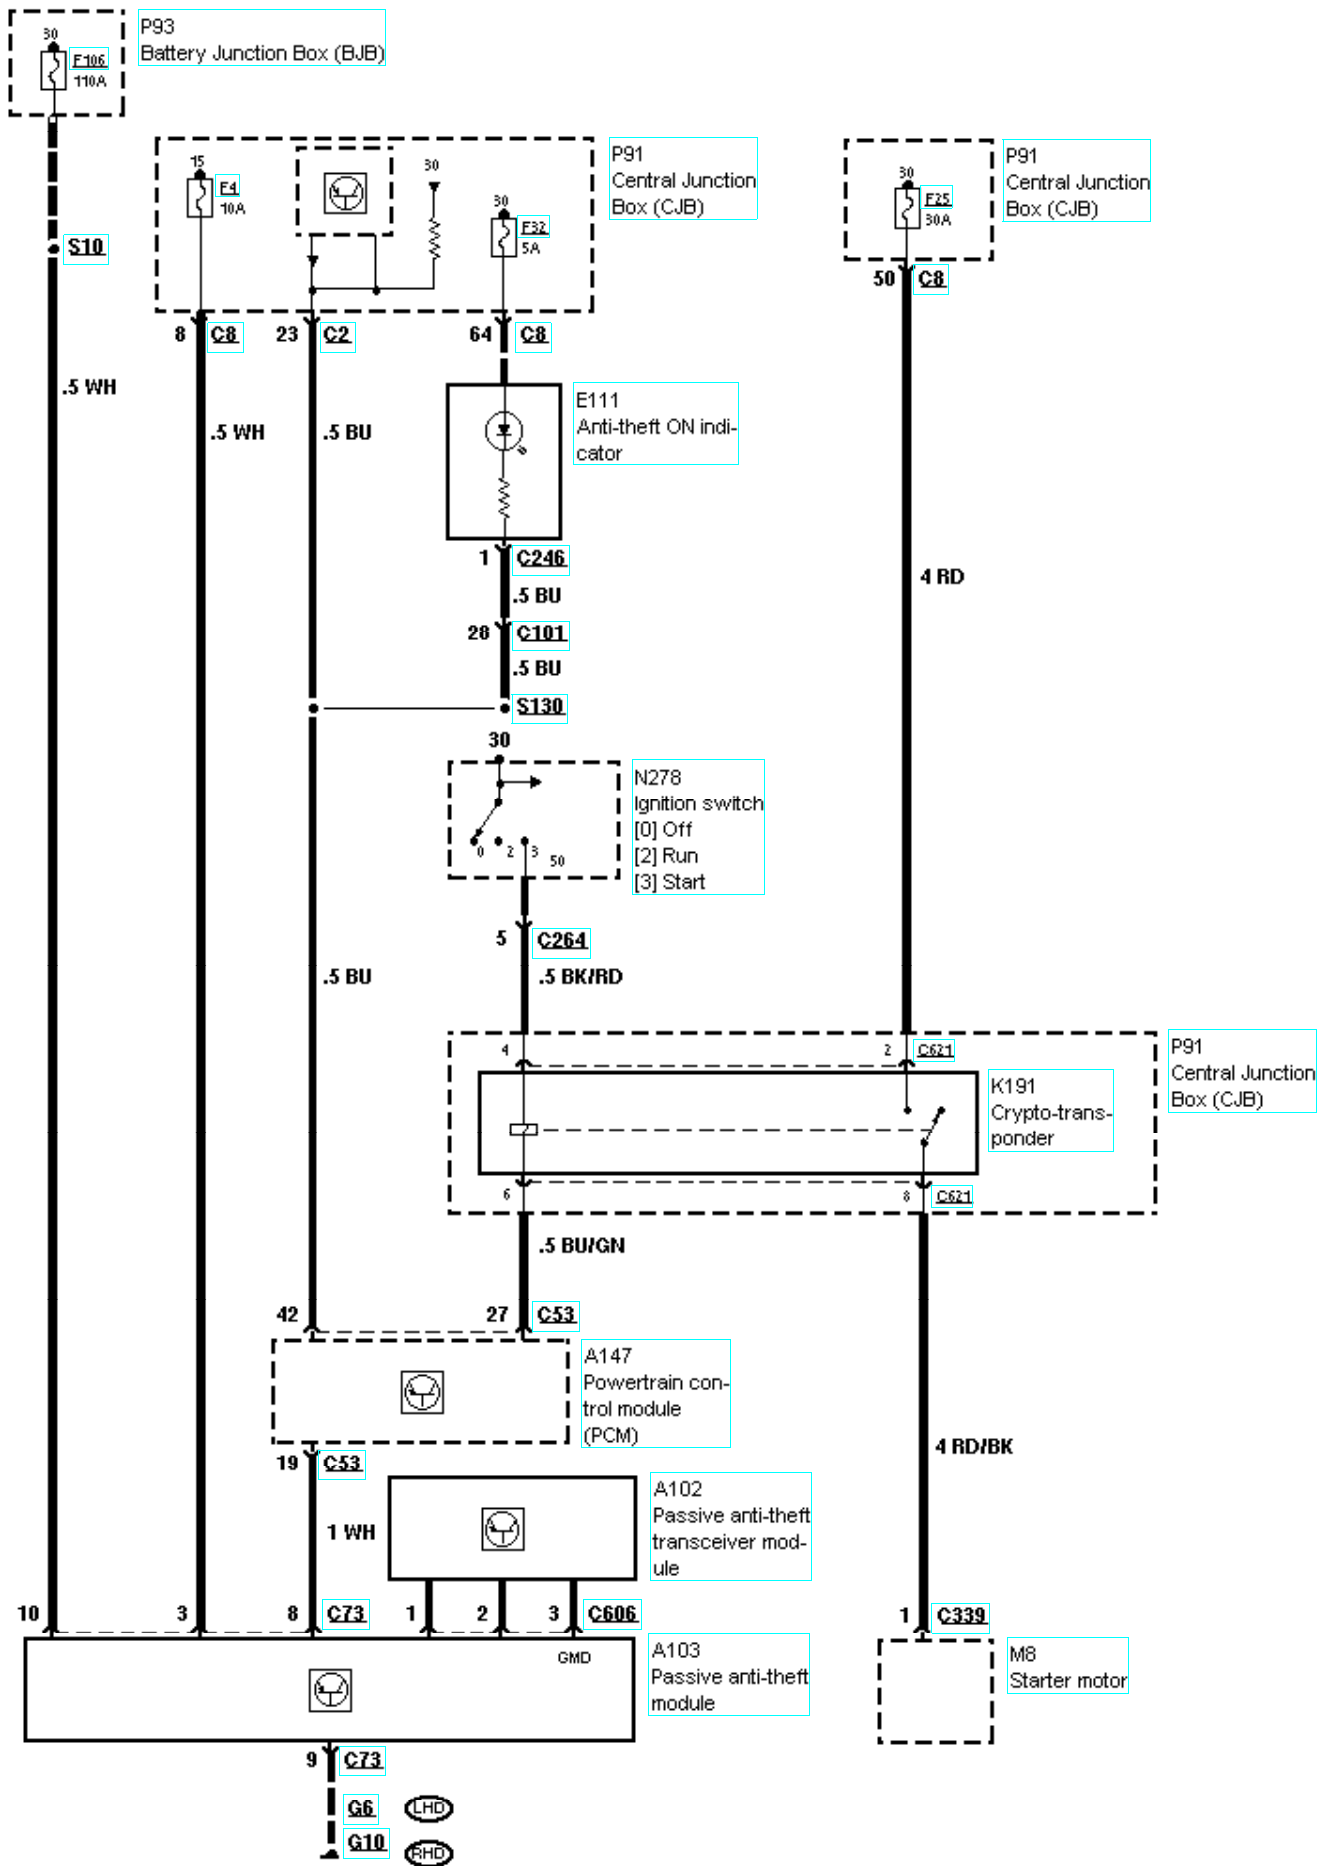 P93
Battery Junction Box (BJB)
30
F106
110A
S10
.5 WH
15
F4
10A
30
30
F32
5A
P91
Central Junction
Box (CJB)
30
F25
30A
P91
Central Junction
Box (CJB)
50 C8
8 C8
23 C2
64 C8
.5 WH
.5 BU
E111
Anti-theft ON indi-
cator
1 C246
.5 BU
28 C101
.5 BU
S130
4 RD
30
0 2 3 50
N278
Ignition switch
[0] Off
[2] Run
[3] Start
5 C264
.5 BU
.5 BK/RD
4
2 C621
P91
Central Junction
Box (CJB)
K191
Crypto-trans-
ponder
6
8 C621
.5 BU/GN
42
27 C53
A147
Powertrain con-
trol module
(PCM)
19 C53
4 RD/BK
1 WH
A102
Passive anti-theft
transceiver mod-
ule
10
3
8 C73
1
2
3 C606
1 C339
GMD
A103
Passive anti-theft
module
M8
Starter motor
9 C73
G6 LHD
G10 RHD